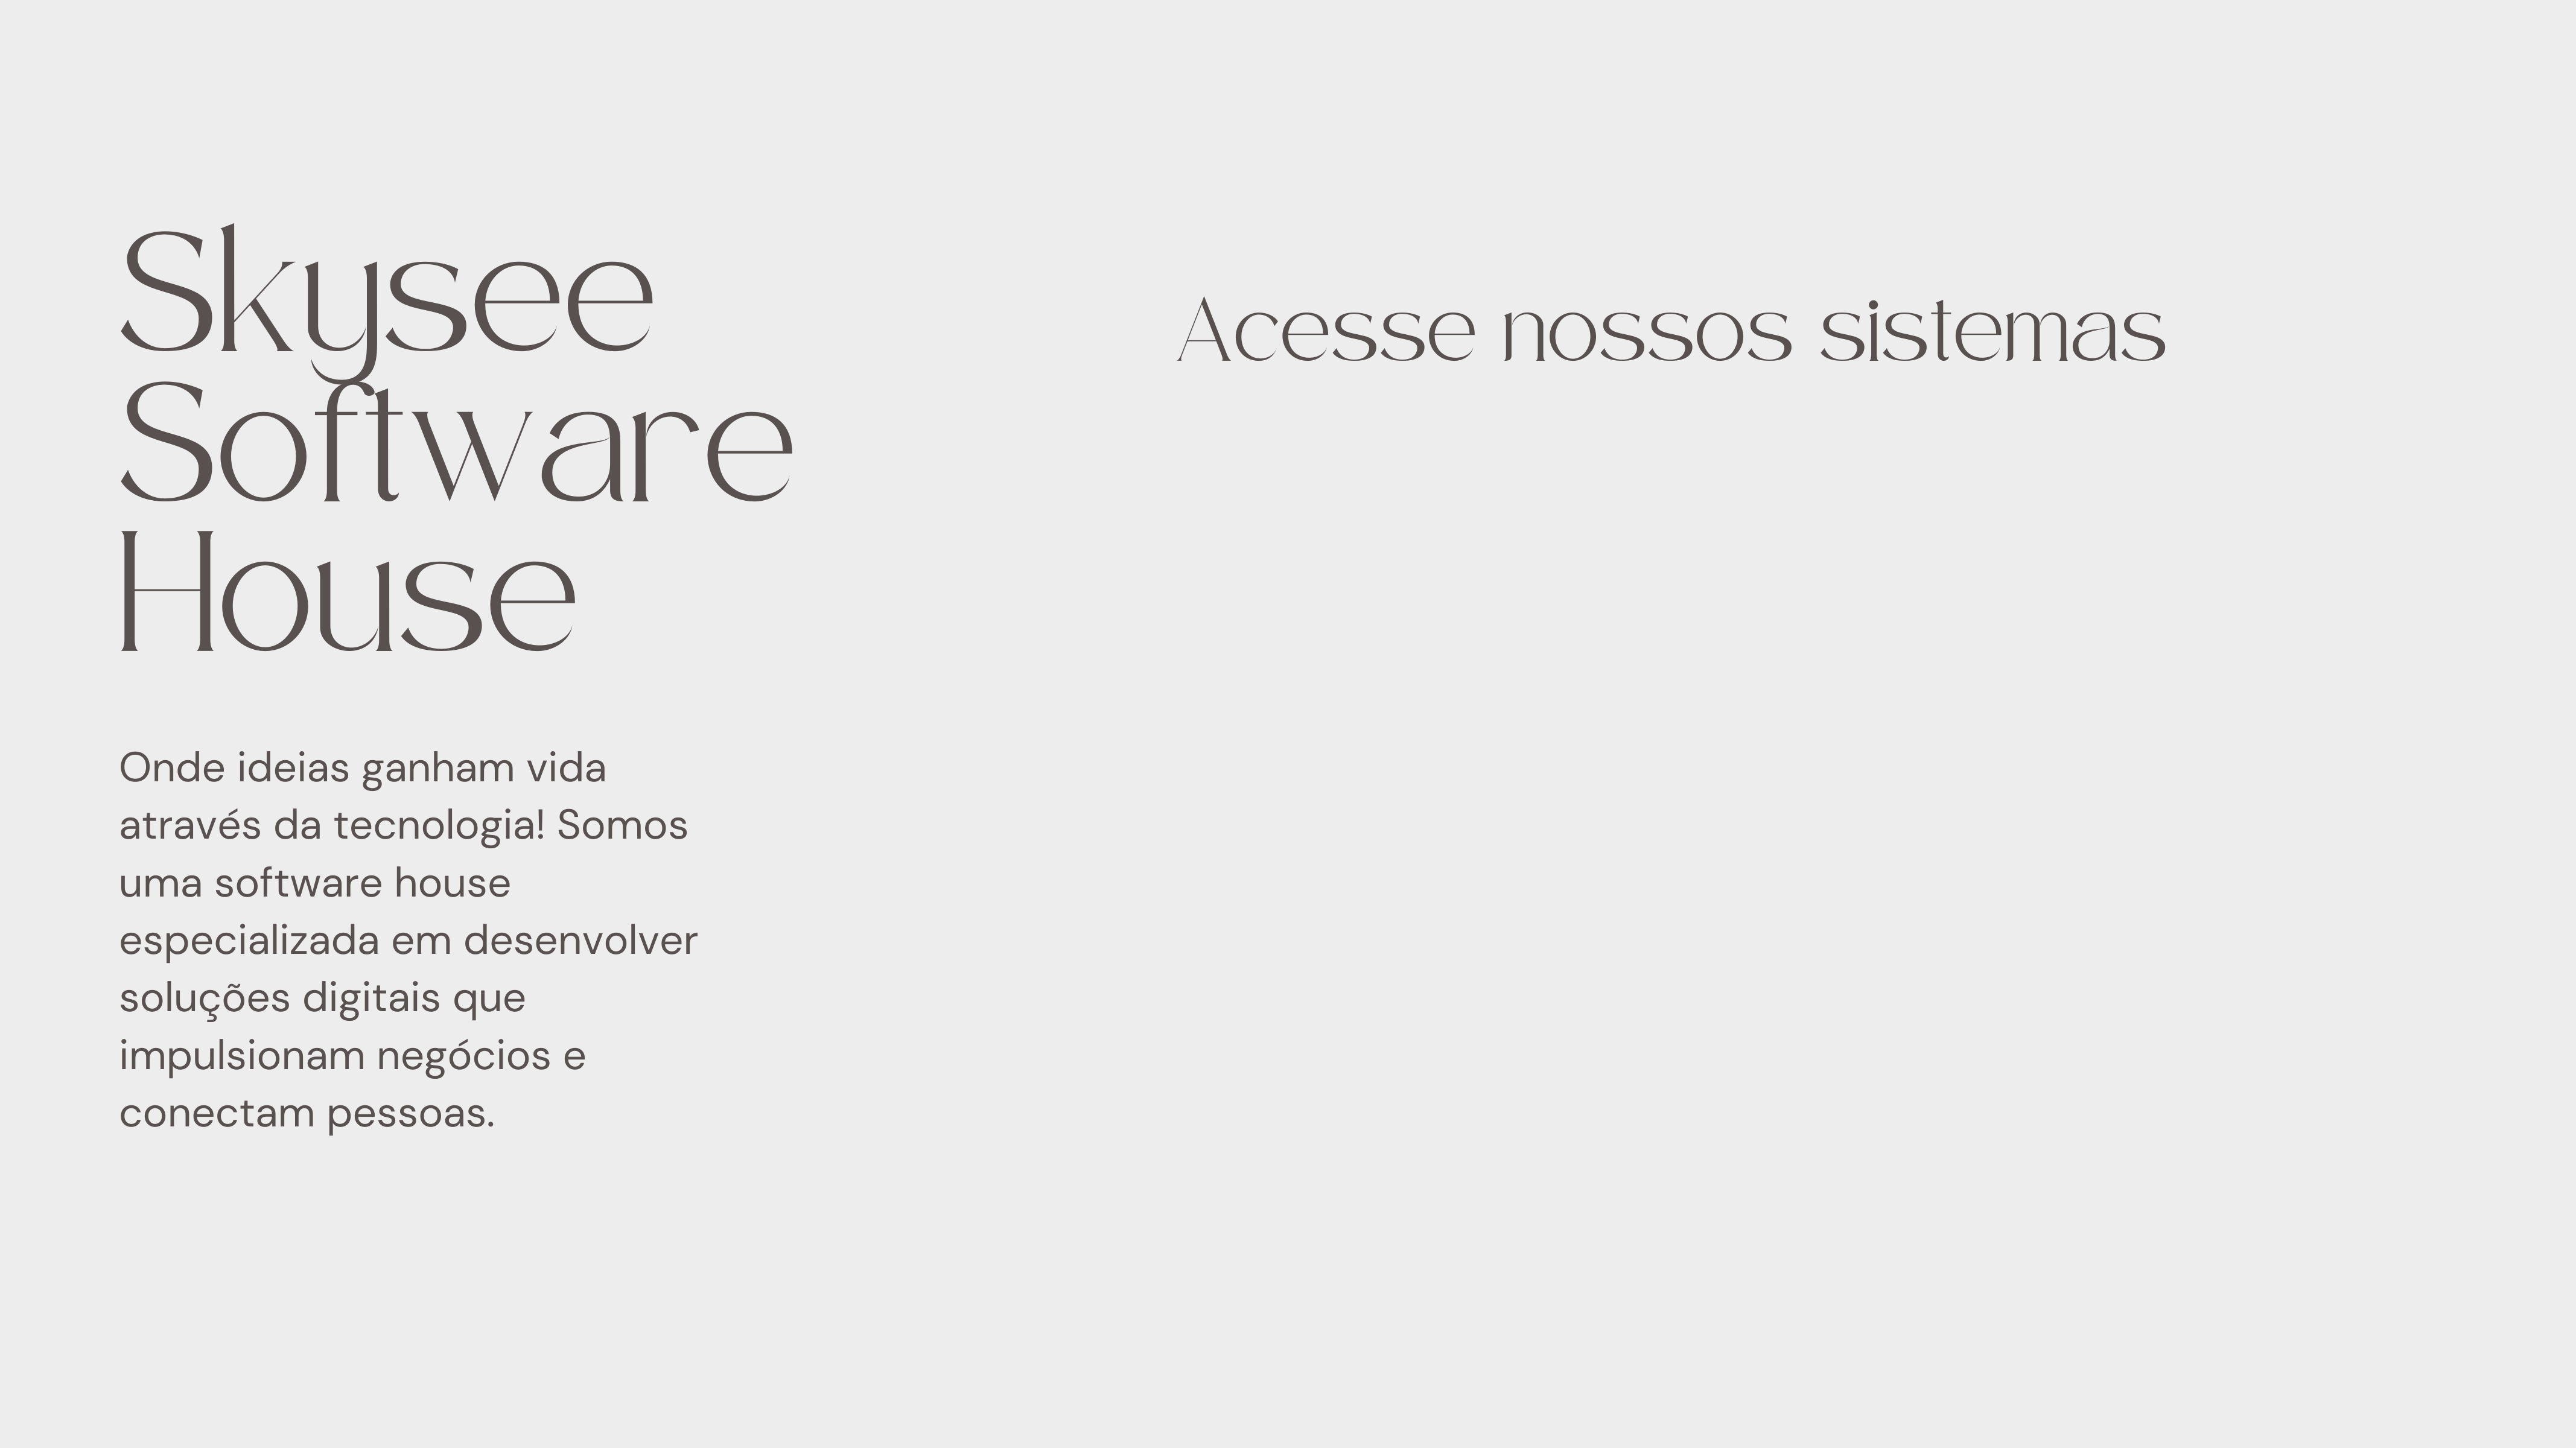 Skysee
Software
House
Onde ideias ganham vida
através da tecnologia! Somos
uma software house
especializada em desenvolver
soluções digitais que
impulsionam negócios e
conectam pessoas.
Acesse nossos sistemas